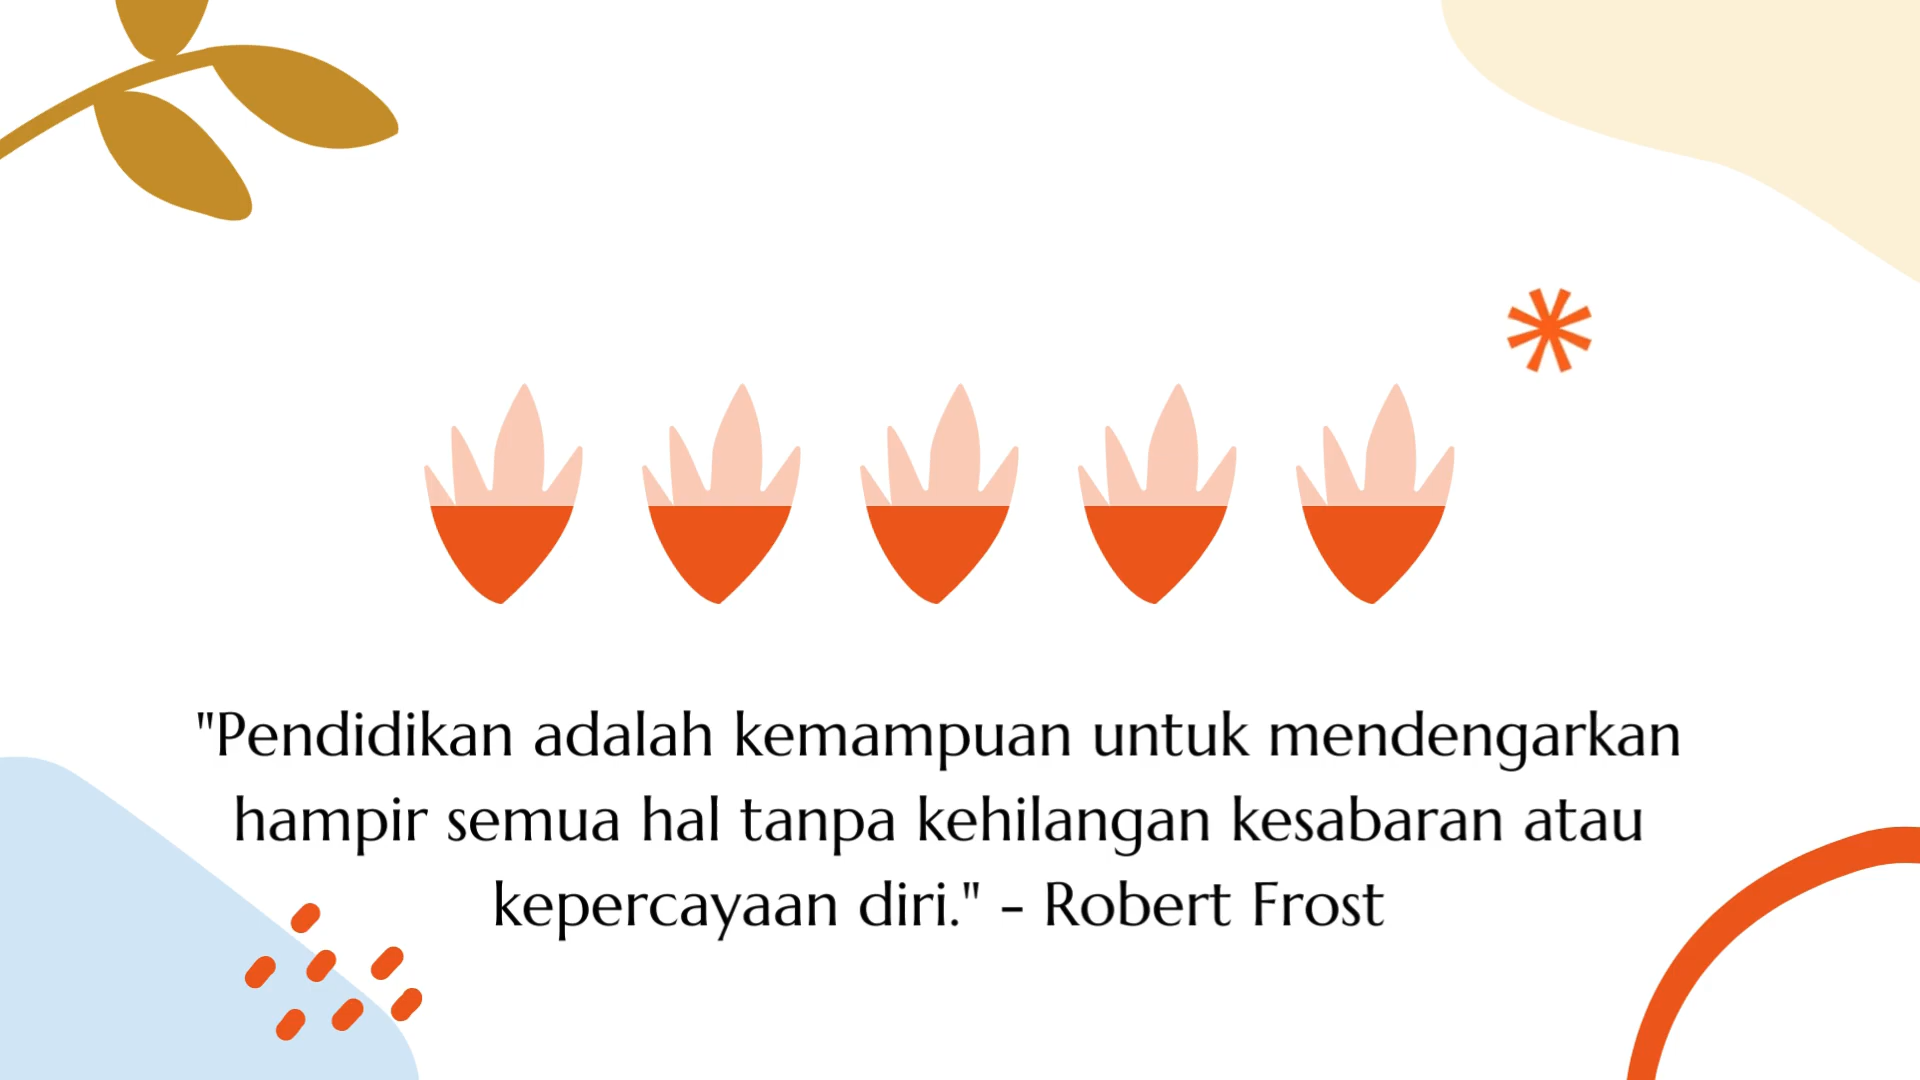 "Pendidikan adalah kemampuan untuk mendengarkan
hampir semua hal tanpa kehilangan kesabaran atau
kepercayaan diri." - Robert Frost